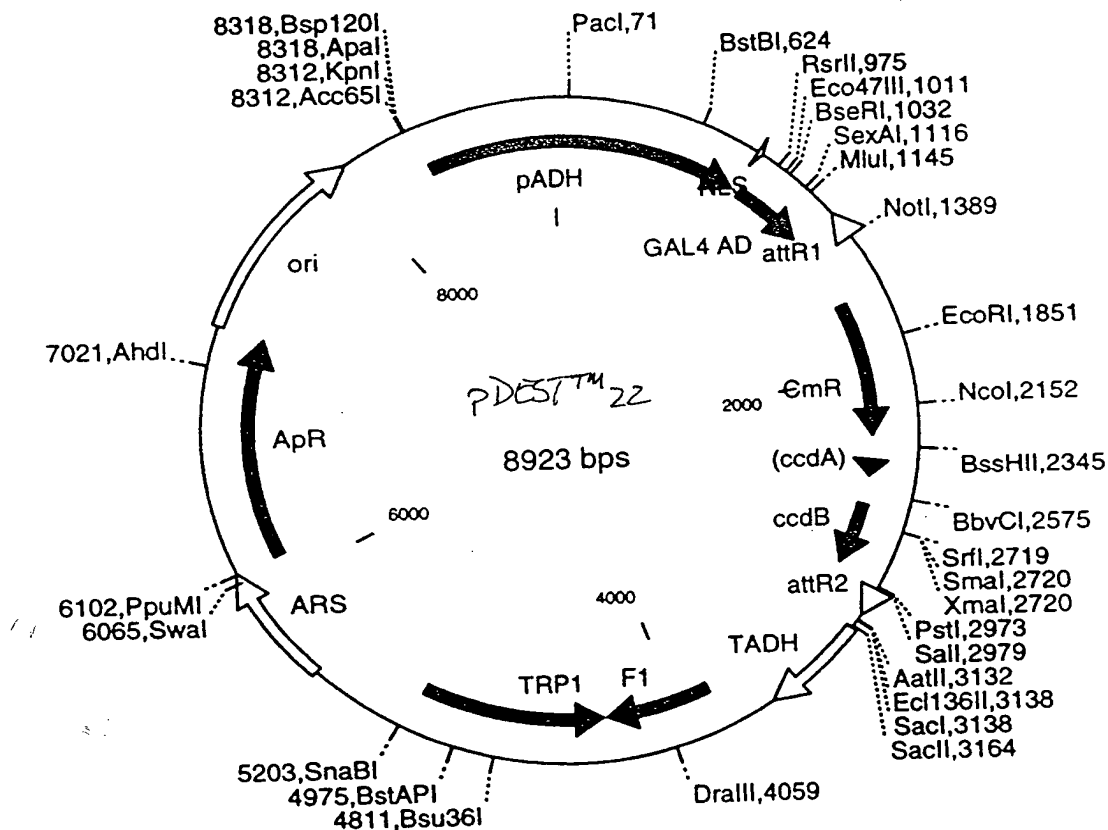 8318,Bsp120I
8318,ApaI
8312,KpnI
8312,Acc65I
PacI,71
BstBI,624
RsrII,975
Eco47III,1011
BseRI,1032
SexAI,1116
MluI,1145
NotI,1389
pADH
NLS
GAL4 AD
attR1
ori
8000
EcoRI,1851
7021,AhdI
pDEST™22
2000
CmR
NcoI,2152
ApR
8923 bps
(ccdA)
BssHII,2345
6000
ccdB
BbvCI,2575
SrfI,2719
SmaI,2720
XmaI,2720
attR2
6102,PpuMI
6065,SwaI
ARS
4000
TADH
PstI,2973
SalI,2979
AatII,3132
Ecl136II,3138
SacI,3138
SacII,3164
TRP1
F1
5203,SnaBI
4975,BstAPI
4811,Bsu36I
DraIII,4059